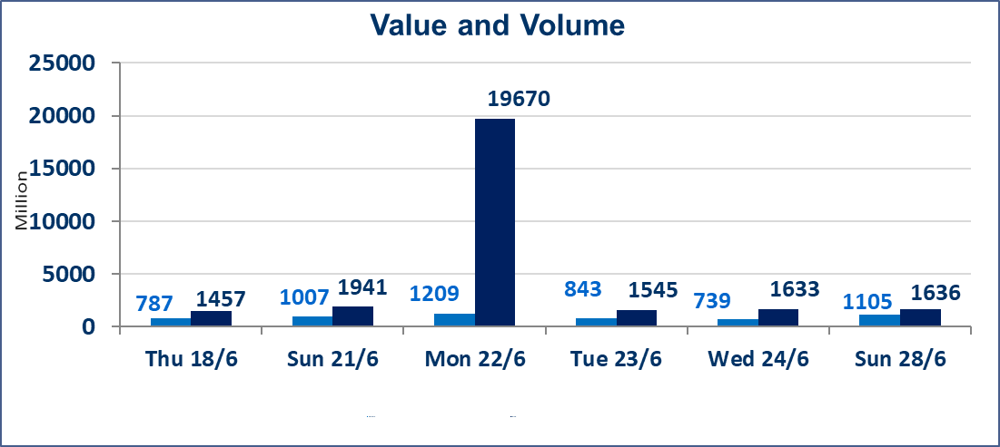 Value and Volume
25000
20000
15000
10000
5000
0
Million
787 1457 1007 1941 1209 19670 843 1545 739 1633 1105 1636
Thu 18/6 Sun 21/6 Mon 22/6 Tue 23/6 Wed 24/6 Sun 28/6